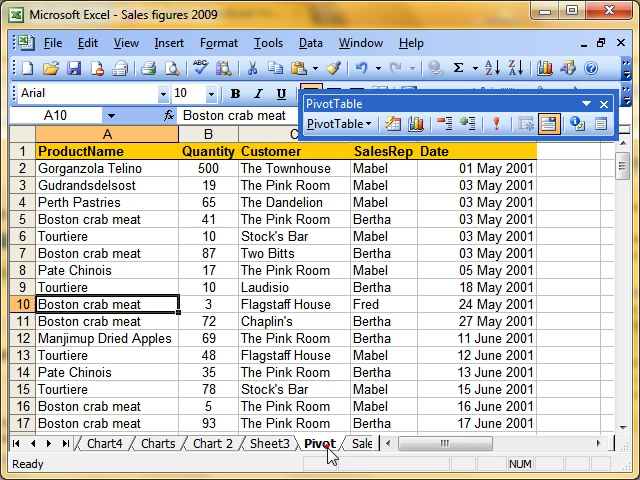 Microsoft Excel - Sales figures 2009
File Edit View Insert Format Tools Data Window Help
Arial 10 B I U
A10 fx Boston crab meat
PivotTable
PivotTable
A B C
1 ProductName Quantity Customer SalesRep Date
2 Gorganzola Telino 500 The Townhouse Mabel 01 May 2001
3 Gudrandsdelsost 19 The Pink Room Mabel 03 May 2001
4 Perth Pastries 65 The Dandelion Mabel 03 May 2001
5 Boston crab meat 41 The Pink Room Bertha 03 May 2001
6 Tourtiere 10 Stock's Bar Mabel 03 May 2001
7 Boston crab meat 87 Two Bitts Bertha 03 May 2001
8 Pate Chinois 17 The Pink Room Mabel 05 May 2001
9 Tourtiere 10 Laudisio Bertha 18 May 2001
10 Boston crab meat 3 Flagstaff House Fred 24 May 2001
11 Boston crab meat 72 Chaplin's Bertha 27 May 2001
12 Manjimup Dried Apples 69 The Pink Room Bertha 11 June 2001
13 Tourtiere 48 Flagstaff House Mabel 12 June 2001
14 Pate Chinois 35 The Pink Room Bertha 13 June 2001
15 Tourtiere 78 Stock's Bar Mabel 15 June 2001
16 Boston crab meat 5 The Pink Room Mabel 16 June 2001
17 Boston crab meat 93 The Pink Room Bertha 17 June 2001
Chart4 Charts Chart 2 Sheet3 Pivot Sale
Ready NUM